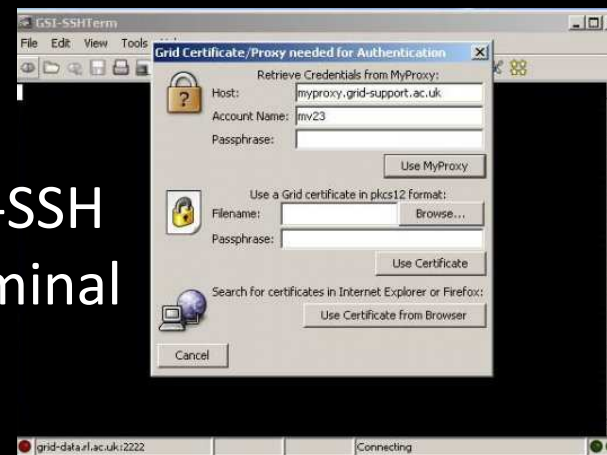 GSI-SSHTerm
File Edit View Tools
Grid Certificate/Proxy needed for Authentication
Retrieve Credentials from MyProxy:
Host: myproxy.grid-support.ac.uk
Account Name: mv23
Passphrase:
Use MyProxy
-SSH
minal
Use a Grid certificate in pkcs12 format:
Filename: Browse...
Passphrase:
Use Certificate
Search for certificates in Internet Explorer or Firefox:
Use Certificate from Browser
Cancel
grid-data.rl.ac.uk:2222 Connecting